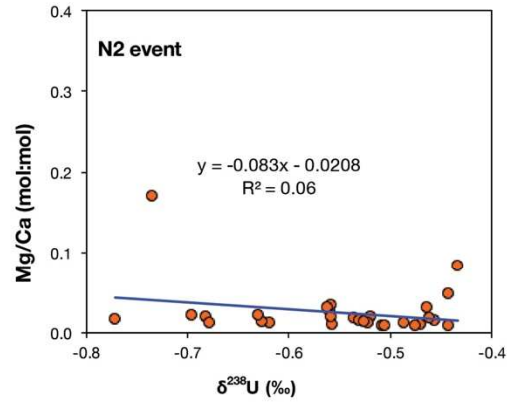 0.4
N2 event
0.3
0.2
y = -0.083x - 0.0208
R² = 0.06
0.1
0.0
-0.8 -0.7 -0.6 -0.5 -0.4
Mg/Ca (mol:mol)
δ²³⁸U (‰)